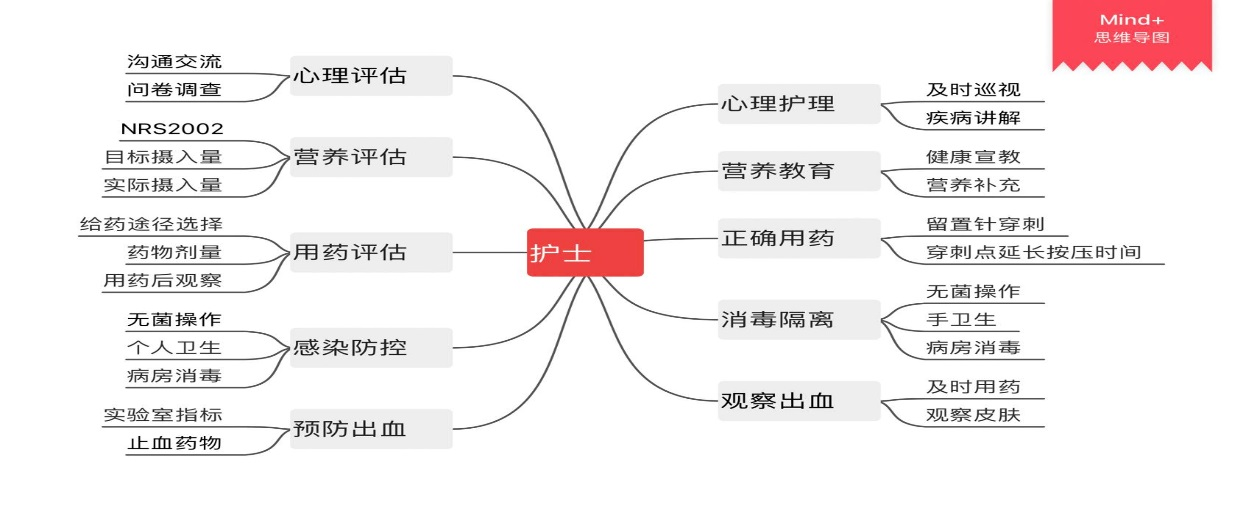 Mind+
思维导图
护士
心理评估
沟通交流
问卷调查
营养评估
NRS2002
目标摄入量
实际摄入量
用药评估
给药途径选择
药物剂量
用药后观察
感染防控
无菌操作
个人卫生
病房消毒
预防出血
实验室指标
止血药物
心理护理
及时巡视
疾病讲解
营养教育
健康宣教
营养补充
正确用药
留置针穿刺
穿刺点延长按压时间
消毒隔离
无菌操作
手卫生
病房消毒
观察出血
及时用药
观察皮肤